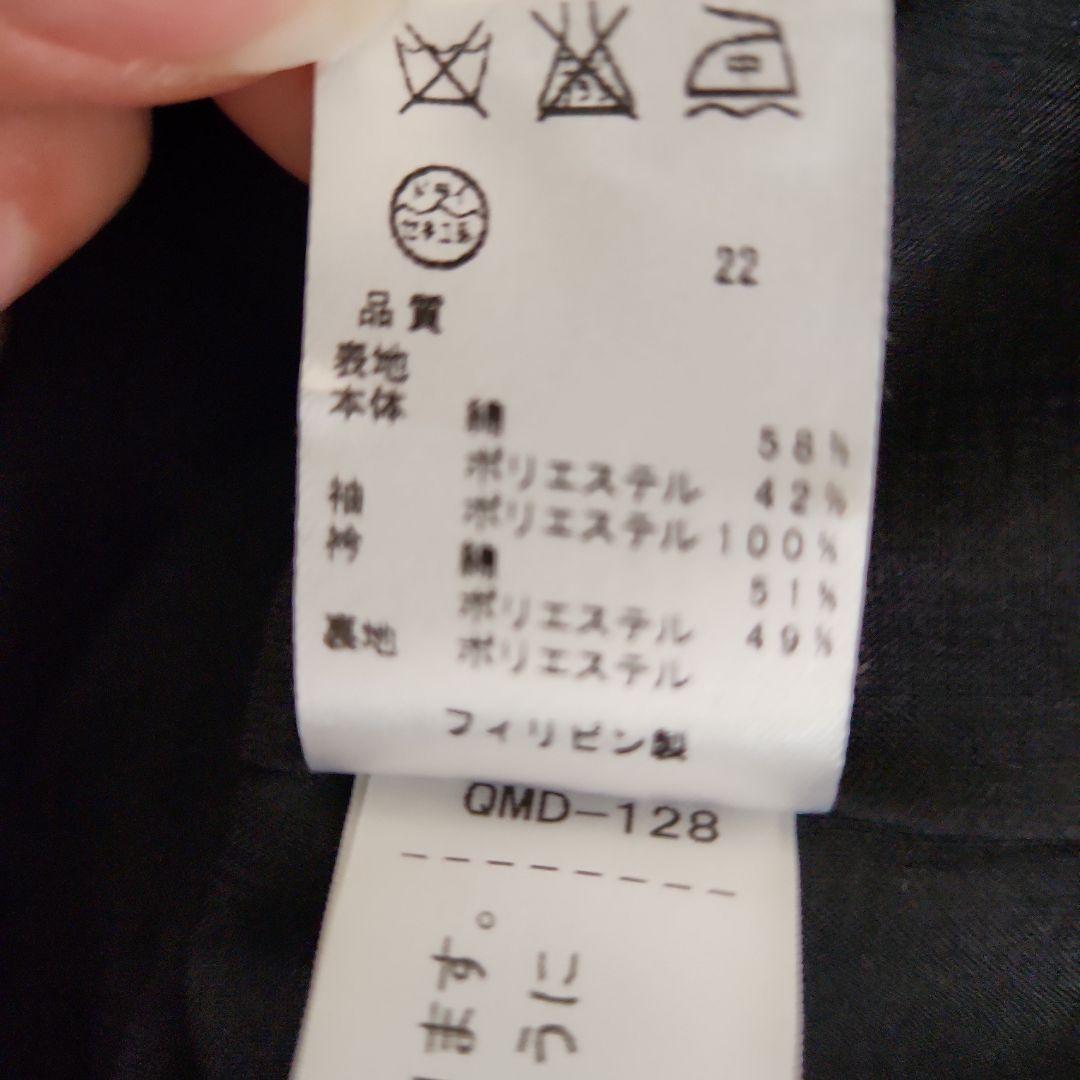 ドライ
セキユ系
22
品質
表地
本体 綿 58%
ポリエステル 42%
袖 ポリエステル 100%
衿 綿 51%
ポリエステル 49%
裏地 ポリエステル
フィリピン製
QMD-128
ます。
うに